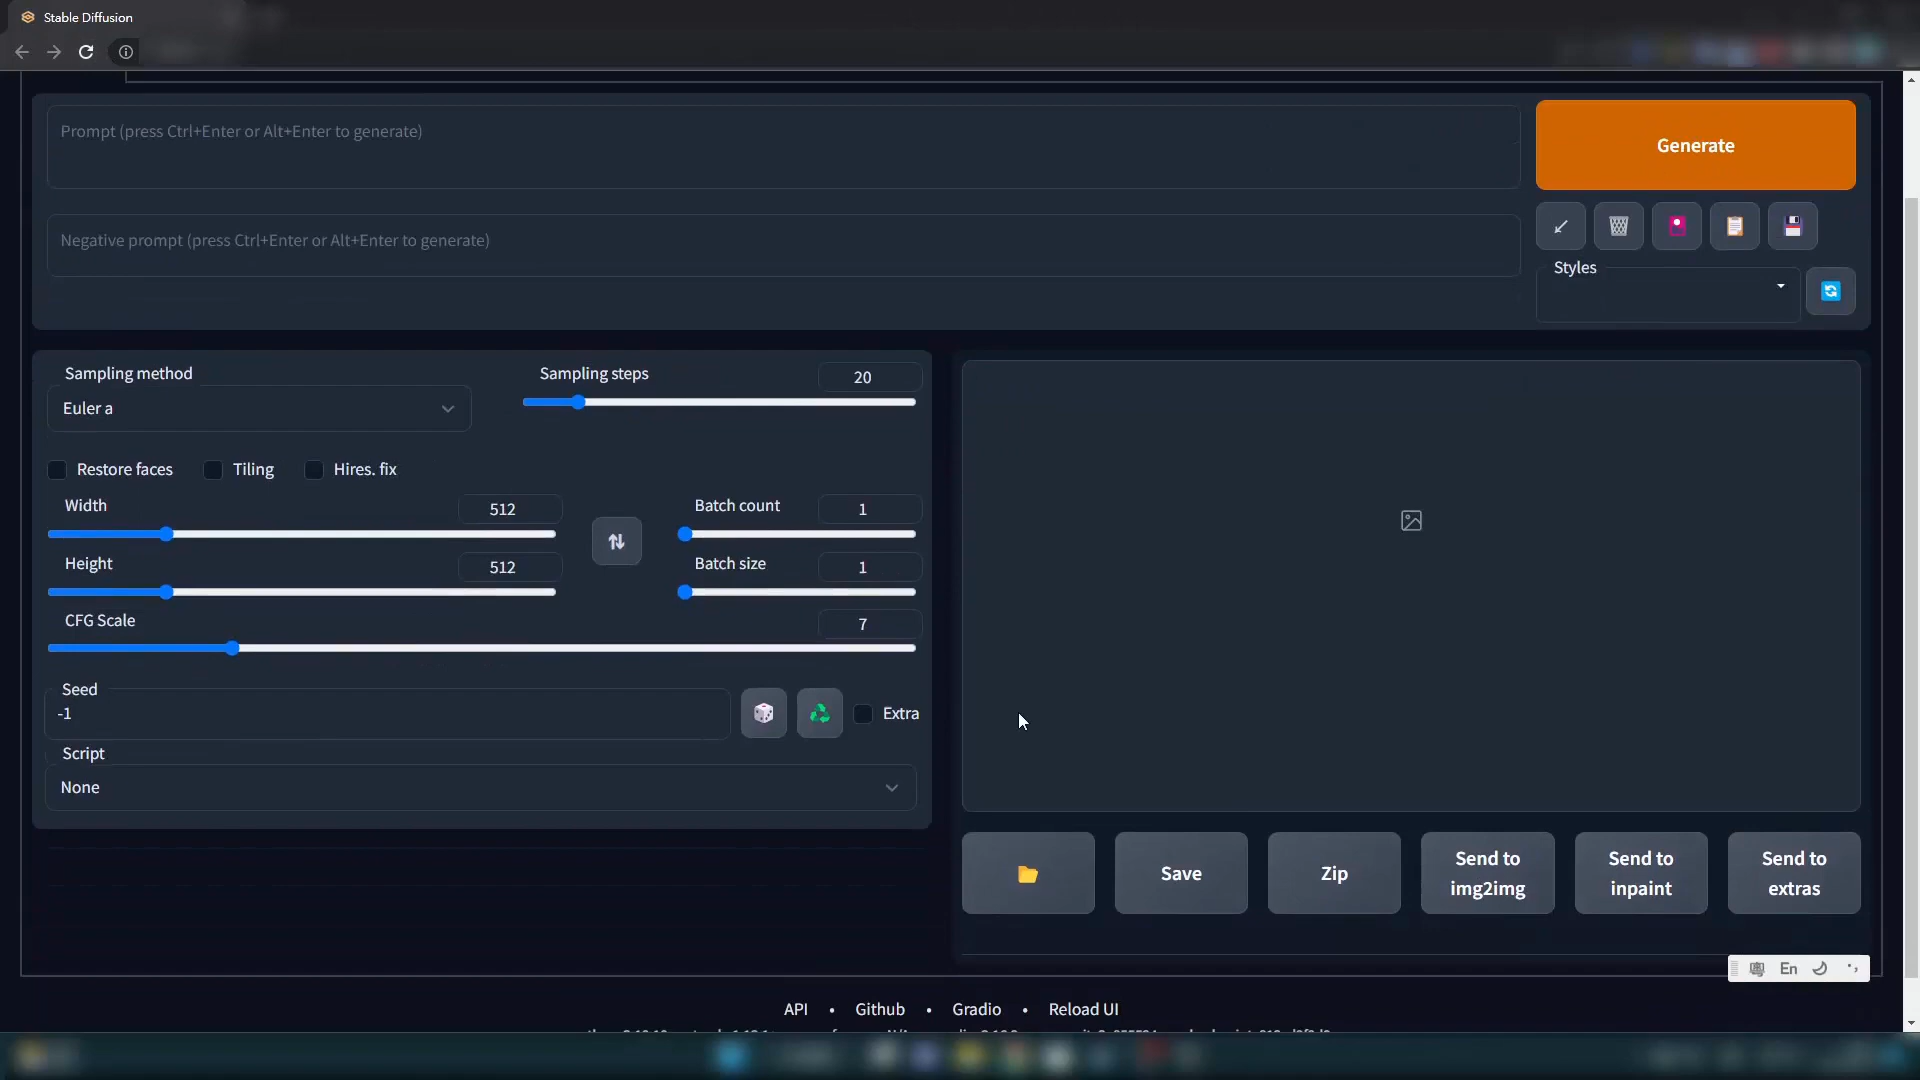 Stable Diffusion
Prompt (press Ctrl+Enter or Alt+Enter to generate)
Generate
Negative prompt (press Ctrl+Enter or Alt+Enter to generate)
Styles
Sampling method
Sampling steps
20
Euler a
Restore faces
Tiling
Hires. fix
Width
512
Batch count
1
Height
512
Batch size
1
CFG Scale
7
Seed
-1
Extra
Script
None
Save
Zip
Send to
img2img
Send to
inpaint
Send to
extras
En
API • Github • Gradio • Reload UI